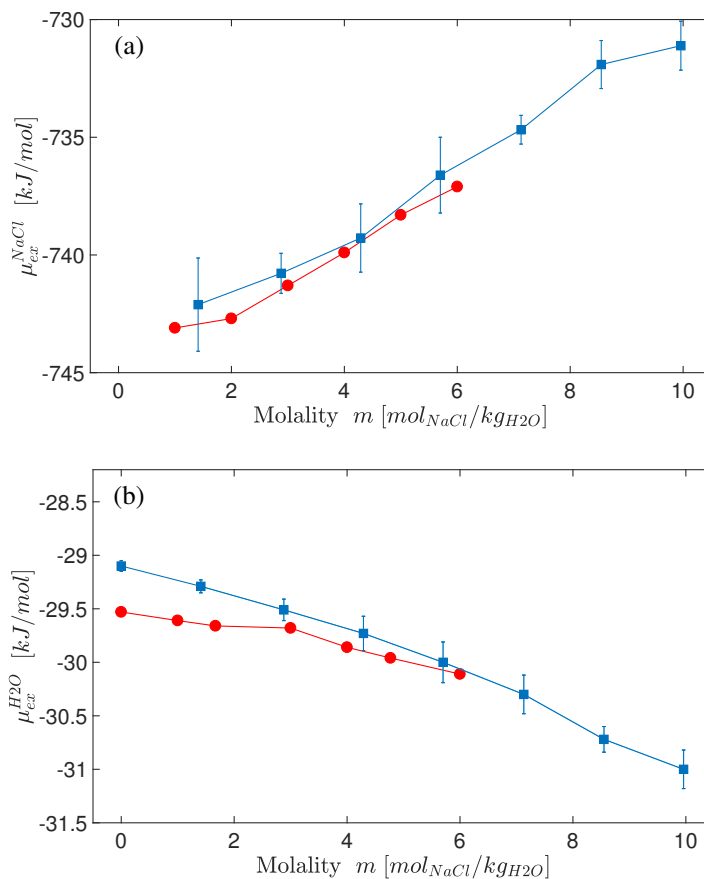 (a)
-730
-735
-740
-745
μ_ex^NaCl [kJ/mol]
0 2 4 6 8 10
Molality m [mol_NaCl/kg_H2O]
(b)
-28.5
-29
-29.5
-30
-30.5
-31
-31.5
μ_ex^H2O [kJ/mol]
0 2 4 6 8 10
Molality m [mol_NaCl/kg_H2O]